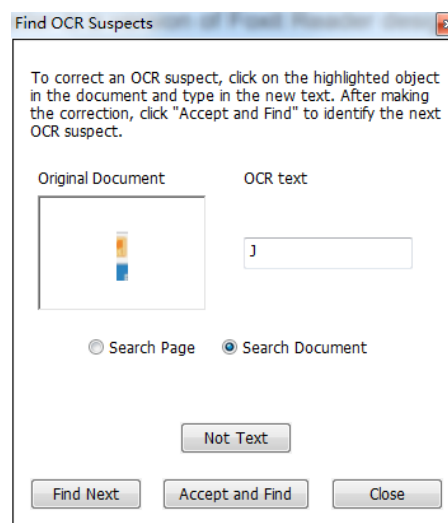 Find OCR Suspects
To correct an OCR suspect, click on the highlighted object
in the document and type in the new text. After making
the correction, click "Accept and Find" to identify the next
OCR suspect.
Original Document OCR text
J
Search Page Search Document
Not Text
Find Next Accept and Find Close